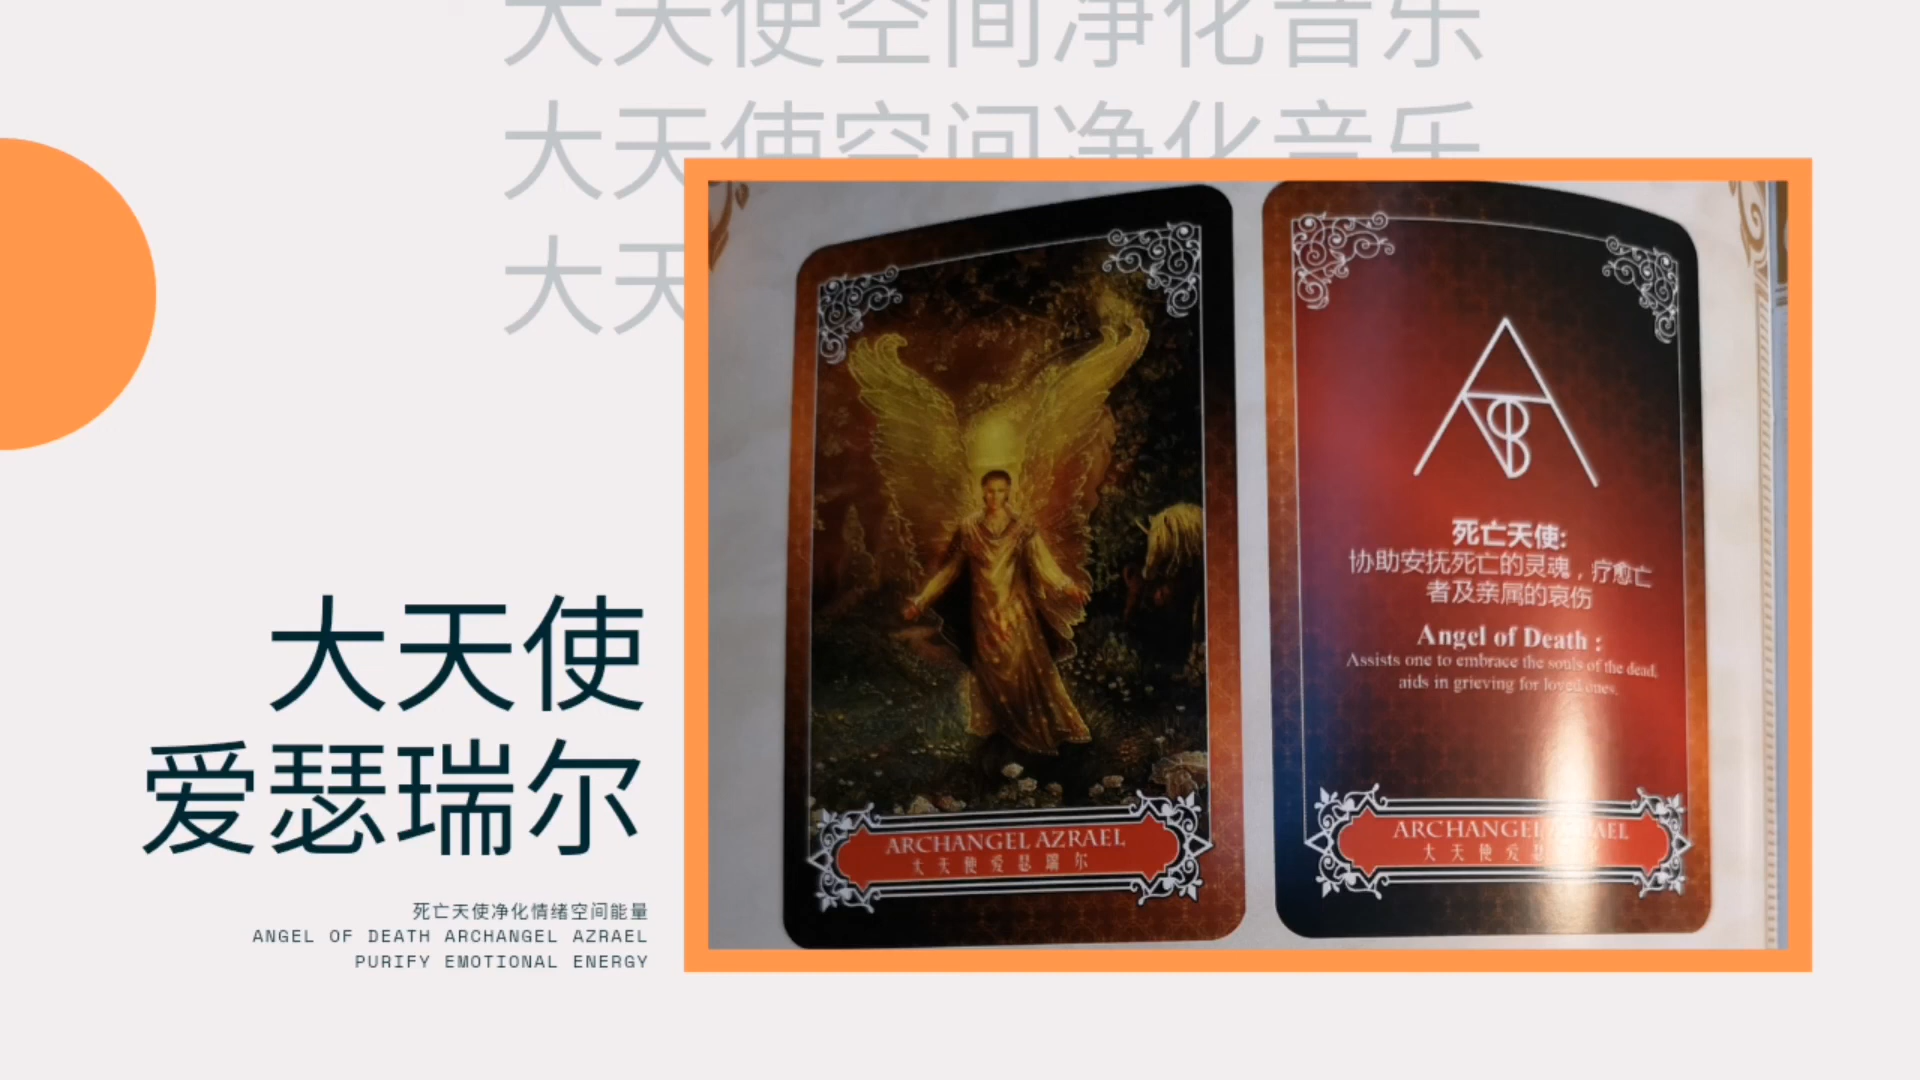 大天使空间净化音乐
大天使空间净化音乐
大天
大天使
爱瑟瑞尔
死亡天使净化情绪空间能量
ANGEL OF DEATH ARCHANGEL AZRAEL
PURIFY EMOTIONAL ENERGY
ARCHANGEL AZRAEL
大天使爱瑟瑞尔
死亡天使:
协助安抚死亡的灵魂,疗愈亡
者及亲属的哀伤
Angel of Death :
Assists one to embrace the souls of the dead,
aids in grieving for loved ones.
ARCHANGEL AZRAEL
大天使爱瑟